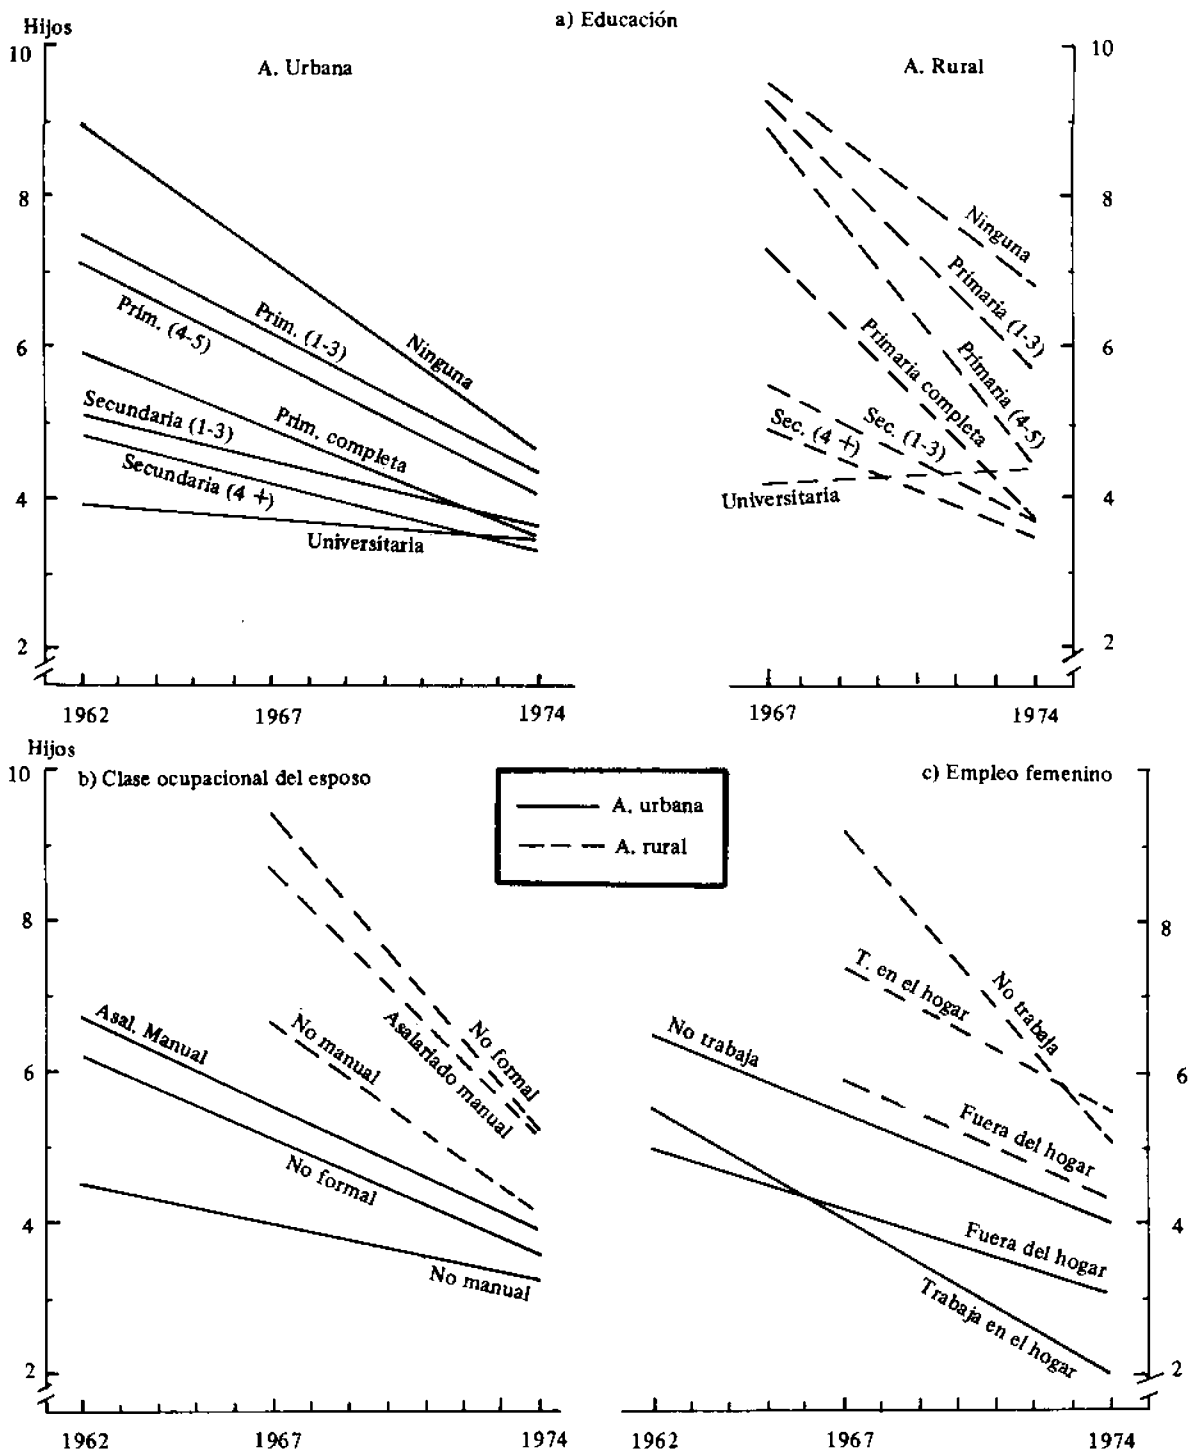 a) Educación
Hijos
10
8
6
4
2
A. Urbana
Ninguna
Prim. (1-3)
Prim. (4-5)
Prim. completa
Secundaria (1-3)
Secundaria (4 +)
Universitaria
1962
1967
1974
A. Rural
10
8
6
4
2
Ninguna
Primaria (1-3)
Primaria (4-5)
Primaria completa
Sec. (1-3)
Sec. (4 +)
Universitaria
1967
1974
Hijos
10
8
6
4
2
b) Clase ocupacional del esposo
A. urbana
A. rural
No formal
Asalariado manual
No manual
Asal. Manual
No formal
No manual
1962
1967
1974
c) Empleo femenino
8
6
4
2
No trabaja
T. en el hogar
Fuera del hogar
No trabaja
Fuera del hogar
Trabaja en el hogar
1962
1967
1974